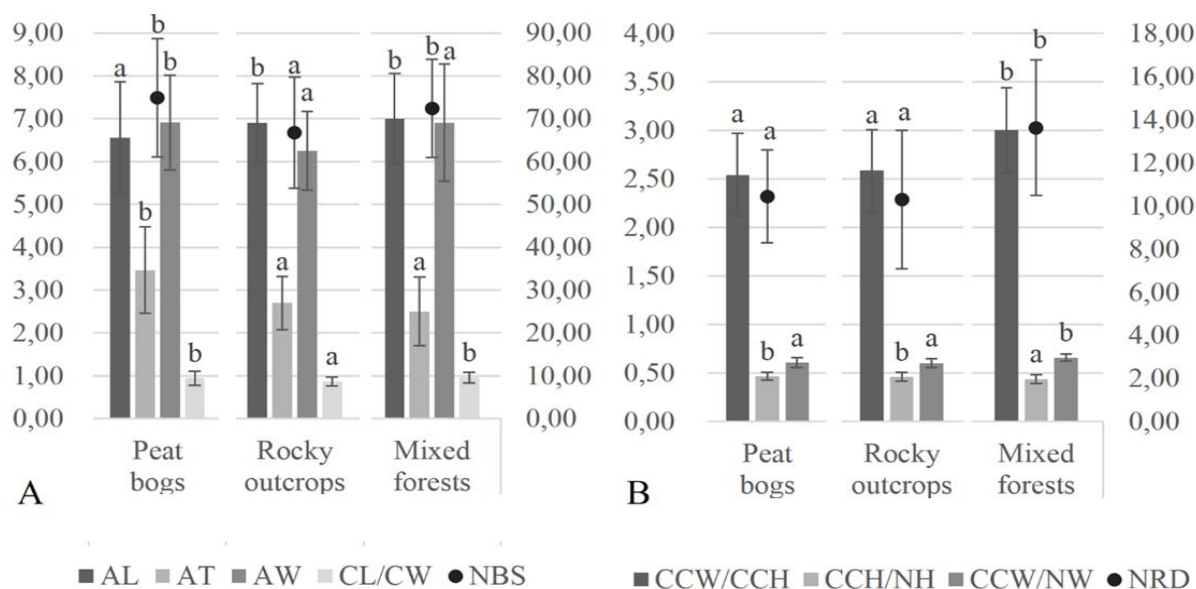 9,00
8,00
7,00
6,00
5,00
4,00
3,00
2,00
1,00
0,00
a b b
b
b
b a a
a
a
b b a
a
b
90,00
80,00
70,00
60,00
50,00
40,00
30,00
20,00
10,00
0,00
Peat bogs
Rocky outcrops
Mixed forests
A
AL AT AW CL/CW NBS
4,00
3,50
3,00
2,50
2,00
1,50
1,00
0,50
0,00
a a
b a
a a
b a
b b
a b
18,00
16,00
14,00
12,00
10,00
8,00
6,00
4,00
2,00
0,00
Peat bogs
Rocky outcrops
Mixed forests
B
CCW/CCH CCH/NH CCW/NW NRD